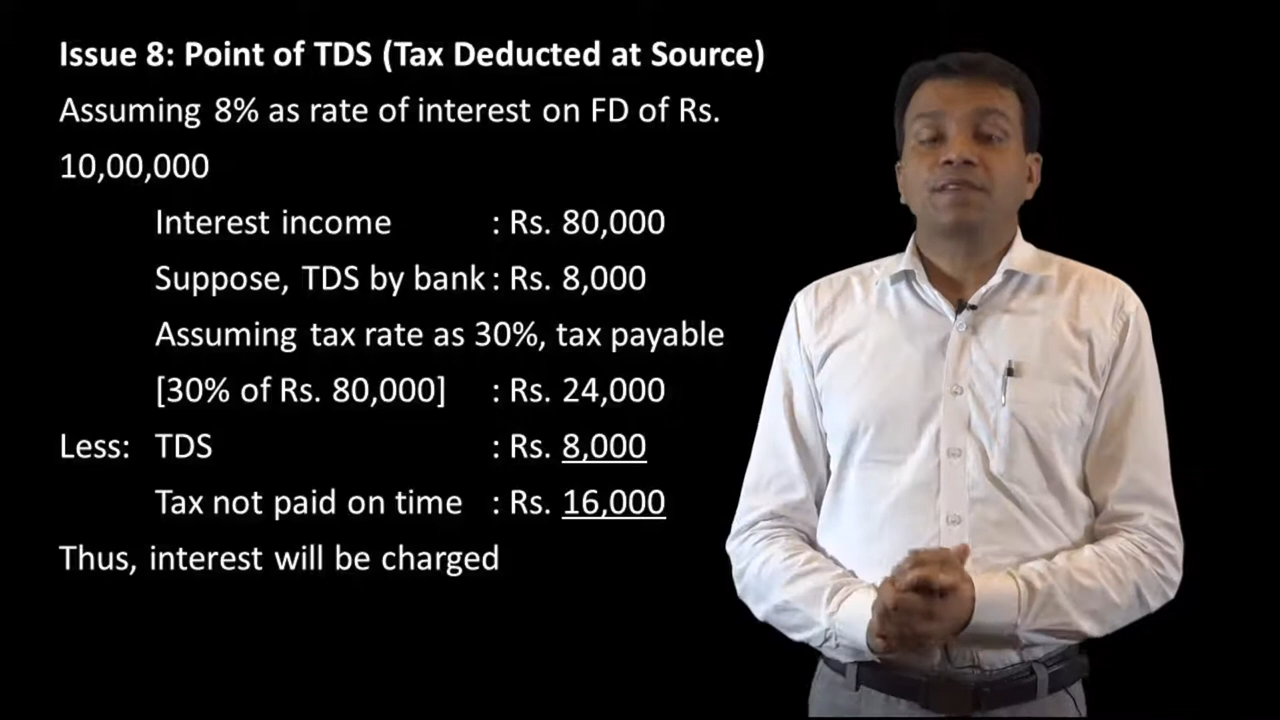 Issue 8: Point of TDS (Tax Deducted at Source)
Assuming 8% as rate of interest on FD of Rs.
10,00,000
Interest income : Rs. 80,000
Suppose, TDS by bank : Rs. 8,000
Assuming tax rate as 30%, tax payable
[30% of Rs. 80,000] : Rs. 24,000
Less: TDS : Rs. 8,000
Tax not paid on time : Rs. 16,000
Thus, interest will be charged